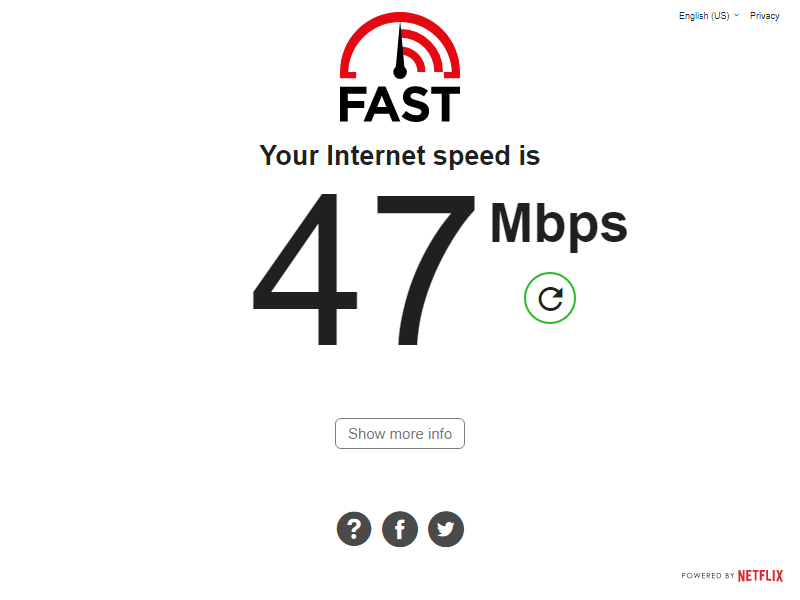 English (US) Privacy
FAST
Your Internet speed is
47 Mbps
Show more info
?
f
POWERED BY NETFLIX